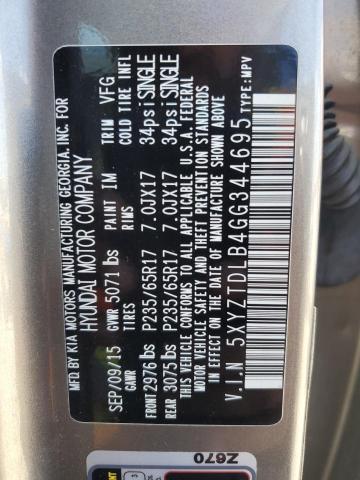 MFD. BY KIA MOTORS MANUFACTURING GEORGIA, INC. FOR
HYUNDAI MOTOR COMPANY
SEP/09/15 GVWR 5071 lbs PAINT IM TRIM VFG
GAWR TIRES RIMS COLD TIRE INFL
FRONT 2976 lbs P235/65R17 7.0JX17 34psi SINGLE
REAR 3075 lbs P235/65R17 7.0JX17 34psi SINGLE
THIS VEHICLE CONFORMS TO ALL APPLICABLE U.S.A. FEDERAL
MOTOR VEHICLE SAFETY AND THEFT PREVENTION STANDARDS
IN EFFECT ON THE DATE OF MANUFACTURE SHOWN ABOVE.
V.I.N 5XYZTDLB4GG344695 TYPE:MPV
Z670